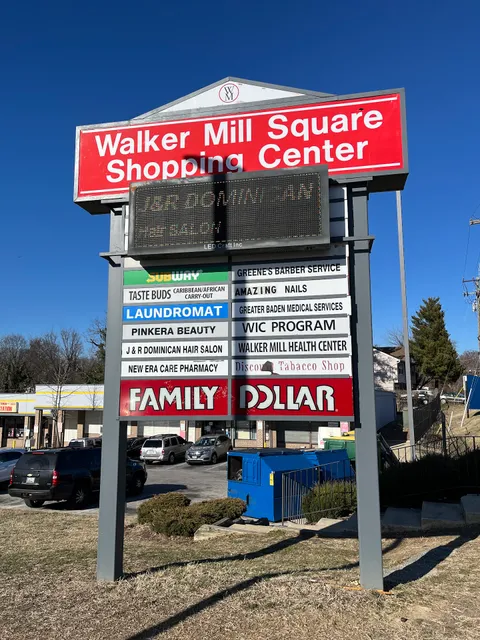 Walker Mill Square
Shopping Center
J&R DOMINICAN
Hair SALON
SUBWAY
GREENE'S BARBER SERVICE
TASTE BUDS CARIBBEAN/AFRICAN
CARRY-OUT
AMAZING NAILS
LAUNDROMAT
GREATER BADEN MEDICAL SERVICES
PINKERA BEAUTY
WIC PROGRAM
J & R DOMINICAN HAIR SALON
WALKER MILL HEALTH CENTER
NEW ERA CARE PHARMACY
Discount Tabacco Shop
FAMILY DOLLAR